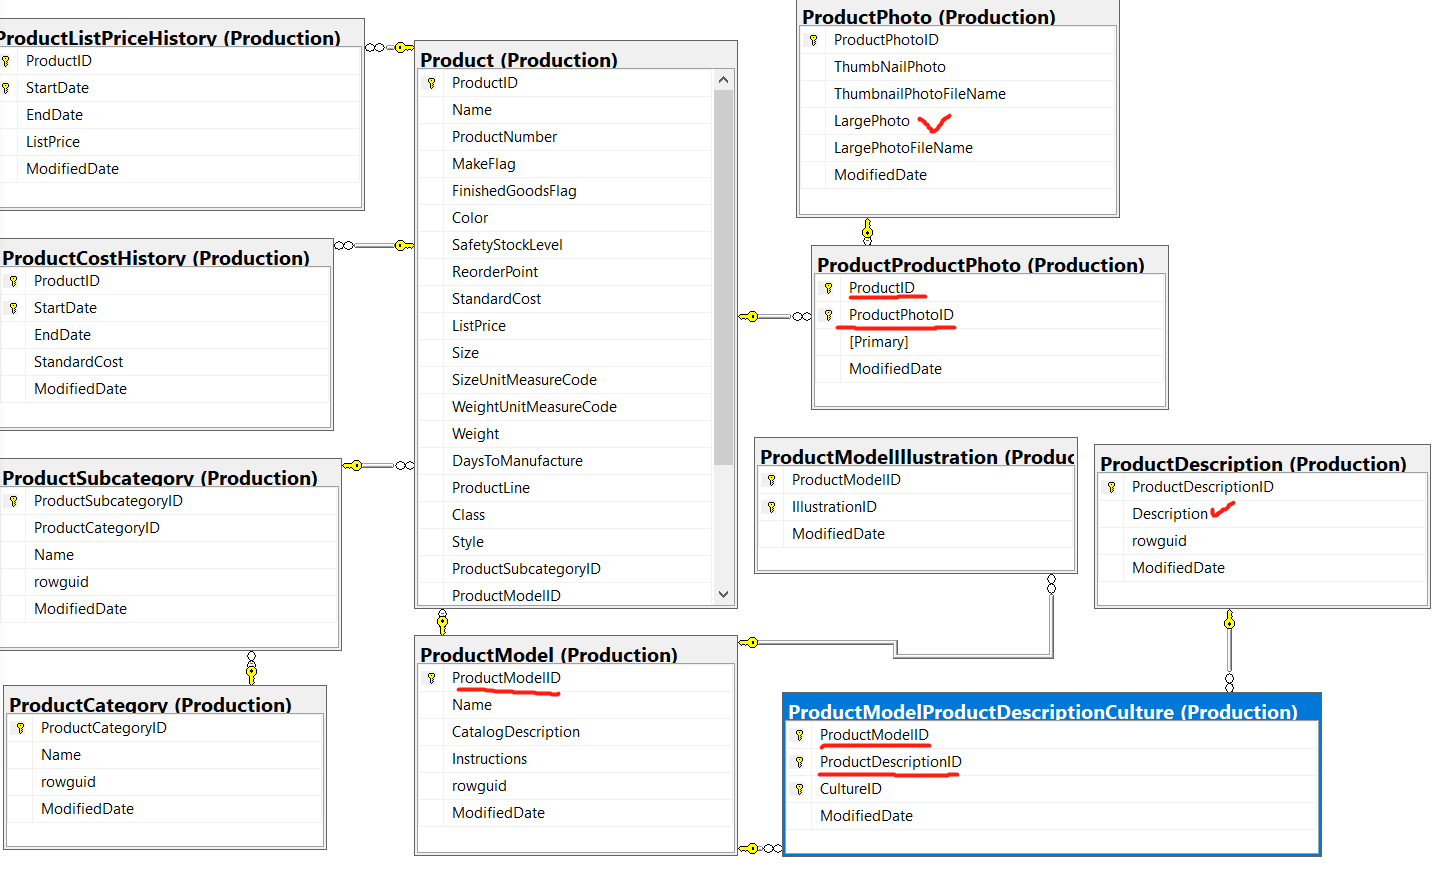 ProductListPriceHistory (Production)
ProductID
StartDate
EndDate
ListPrice
ModifiedDate
ProductCostHistory (Production)
ProductID
StartDate
EndDate
StandardCost
ModifiedDate
ProductSubcategory (Production)
ProductSubcategoryID
ProductCategoryID
Name
rowguid
ModifiedDate
ProductCategory (Production)
ProductCategoryID
Name
rowguid
ModifiedDate
Product (Production)
ProductID
Name
ProductNumber
MakeFlag
FinishedGoodsFlag
Color
SafetyStockLevel
ReorderPoint
StandardCost
ListPrice
Size
SizeUnitMeasureCode
WeightUnitMeasureCode
Weight
DaysToManufacture
ProductLine
Class
Style
ProductSubcategoryID
ProductModelID
ProductModel (Production)
ProductModelID
Name
CatalogDescription
Instructions
rowguid
ModifiedDate
ProductPhoto (Production)
ProductPhotoID
ThumbNailPhoto
ThumbnailPhotoFileName
LargePhoto
LargePhotoFileName
ModifiedDate
ProductProductPhoto (Production)
ProductID
ProductPhotoID
[Primary]
ModifiedDate
ProductModelIllustration (Produc
ProductModelID
IllustrationID
ModifiedDate
ProductDescription (Production)
ProductDescriptionID
Description
rowguid
ModifiedDate
ProductModelProductDescriptionCulture (Production)
ProductModelID
ProductDescriptionID
CultureID
ModifiedDate